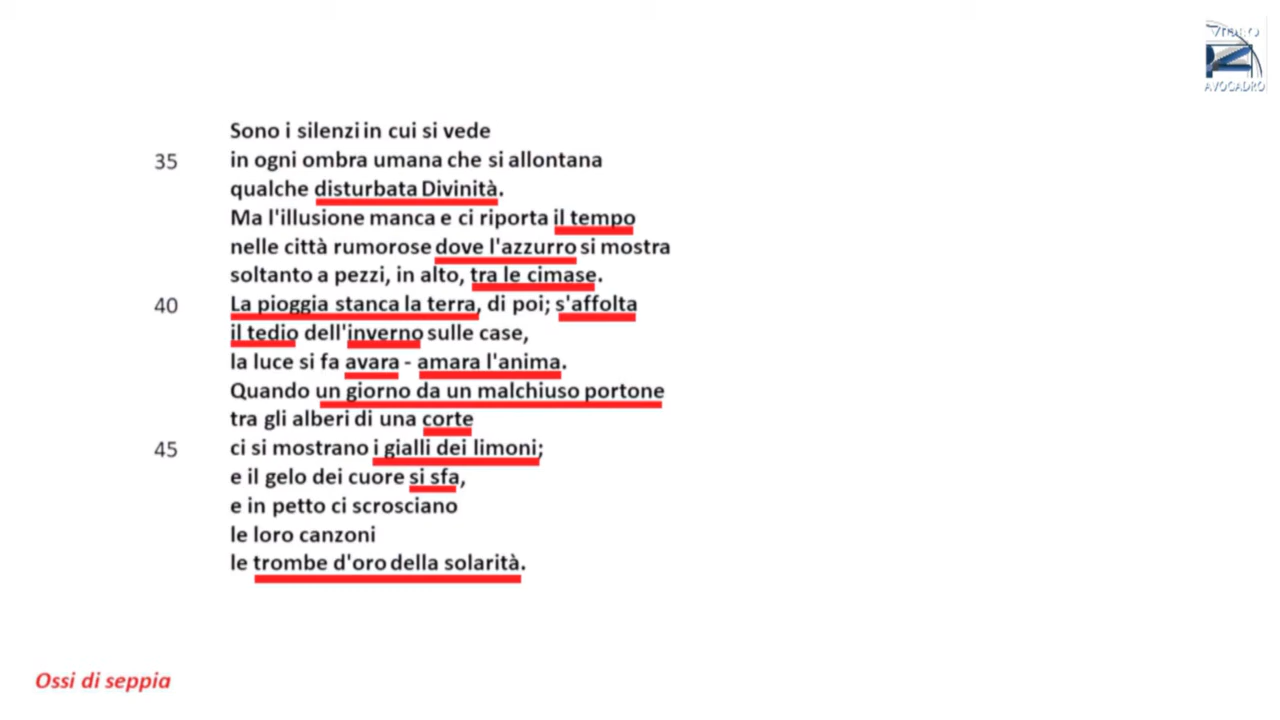 VIDEO
AVOGADRO
Sono i silenzi in cui si vede
35 in ogni ombra umana che si allontana
qualche disturbata Divinità.
Ma l'illusione manca e ci riporta il tempo
nelle città rumorose dove l'azzurro si mostra
soltanto a pezzi, in alto, tra le cimase.
40 La pioggia stanca la terra, di poi; s'affolta
il tedio dell'inverno sulle case,
la luce si fa avara - amara l'anima.
Quando un giorno da un malchiuso portone
tra gli alberi di una corte
45 ci si mostrano i gialli dei limoni;
e il gelo dei cuore si sfa,
e in petto ci scrosciano
le loro canzoni
le trombe d'oro della solarità.
Ossi di seppia